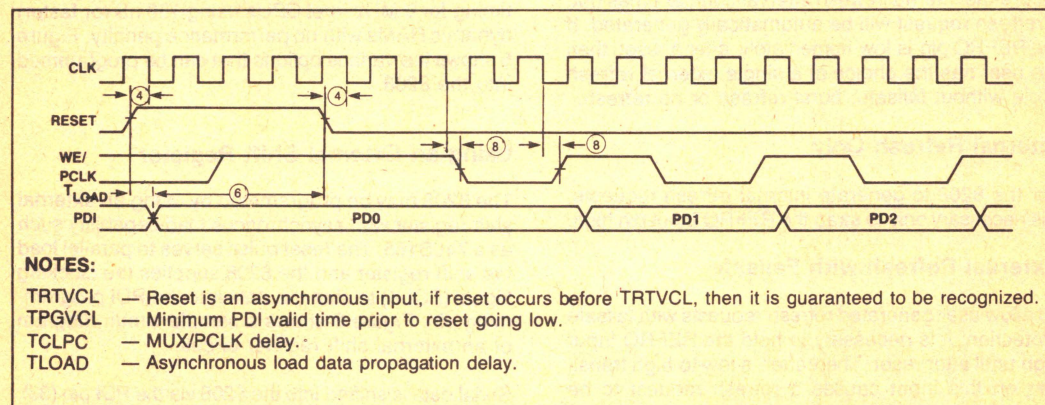 CLK
4
4
RESET
8
8
WE/
PCLK
TLOAD
6
PDI
PD0
PD1
PD2
NOTES:
TRTVCL — Reset is an asynchronous input, if reset occurs before TRTVCL, then it is guaranteed to be recognized.
TPGVCL — Minimum PDI valid time prior to reset going low.
TCLPC — MUX/PCLK delay.
TLOAD — Asynchronous load data propagation delay.